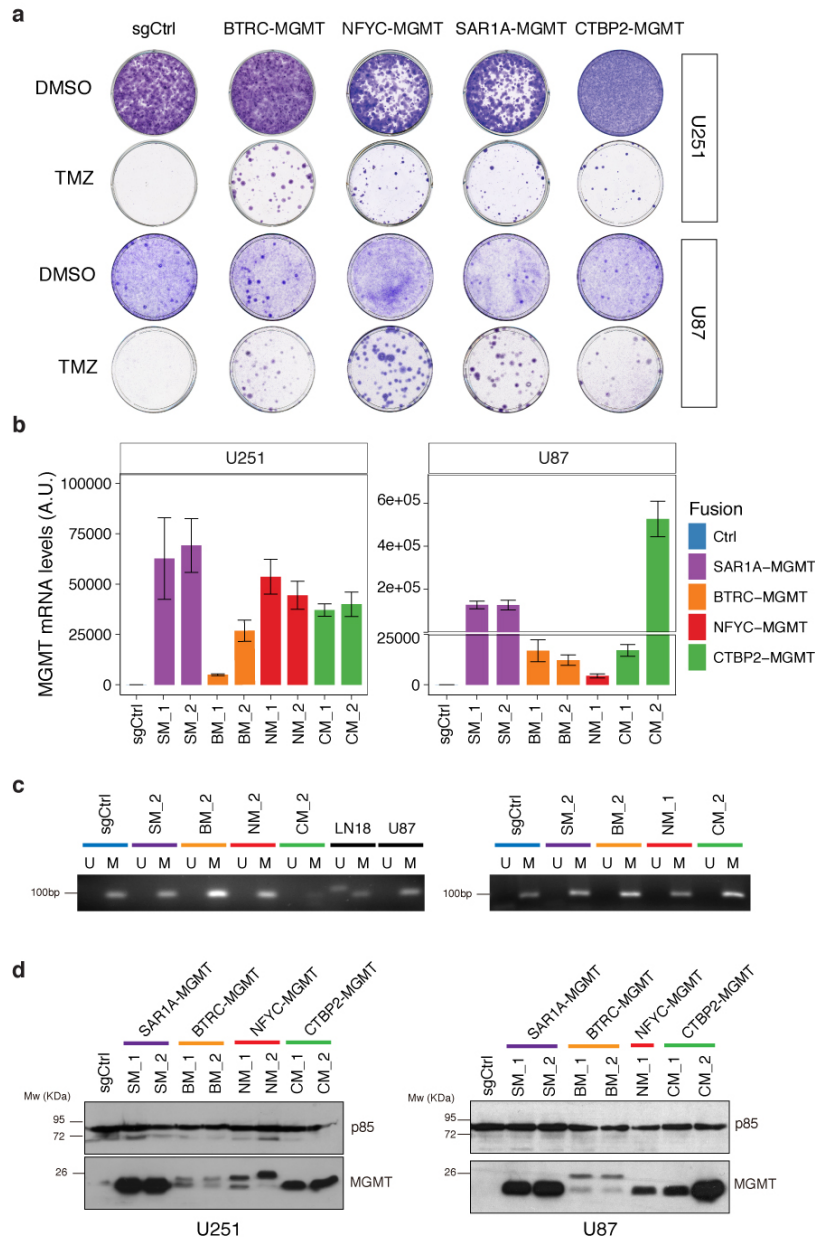 a
sgCtrl BTRC-MGMT NFYC-MGMT SAR1A-MGMT CTBP2-MGMT
DMSO
TMZ
U251
DMSO
TMZ
U87
b
U251
MGMT mRNA levels (A.U.)
100000
75000
50000
25000
0
sgCtrl SM_1 SM_2 BM_1 BM_2 NM_1 NM_2 CM_1 CM_2
U87
6e+05
4e+05
2e+05
25000
0
sgCtrl SM_1 SM_2 BM_1 BM_2 NM_1 CM_1 CM_2
Fusion
Ctrl
SAR1A–MGMT
BTRC–MGMT
NFYC–MGMT
CTBP2–MGMT
c
sgCtrl SM_2 BM_2 NM_2 CM_2 LN18 U87
U M U M U M U M U M U M U M
100bp
sgCtrl SM_2 BM_2 NM_1 CM_2
U M U M U M U M U M
100bp
d
SAR1A-MGMT BTRC-MGMT NFYC-MGMT CTBP2-MGMT
sgCtrl SM_1 SM_2 BM_1 BM_2 NM_1 NM_2 CM_1 CM_2
Mw (KDa)
95
72
p85
26
MGMT
U251
SAR1A-MGMT BTRC-MGMT NFYC-MGMT CTBP2-MGMT
sgCtrl SM_1 SM_2 BM_1 BM_2 NM_1 CM_1 CM_2
Mw (KDa)
95
72
p85
26
MGMT
U87